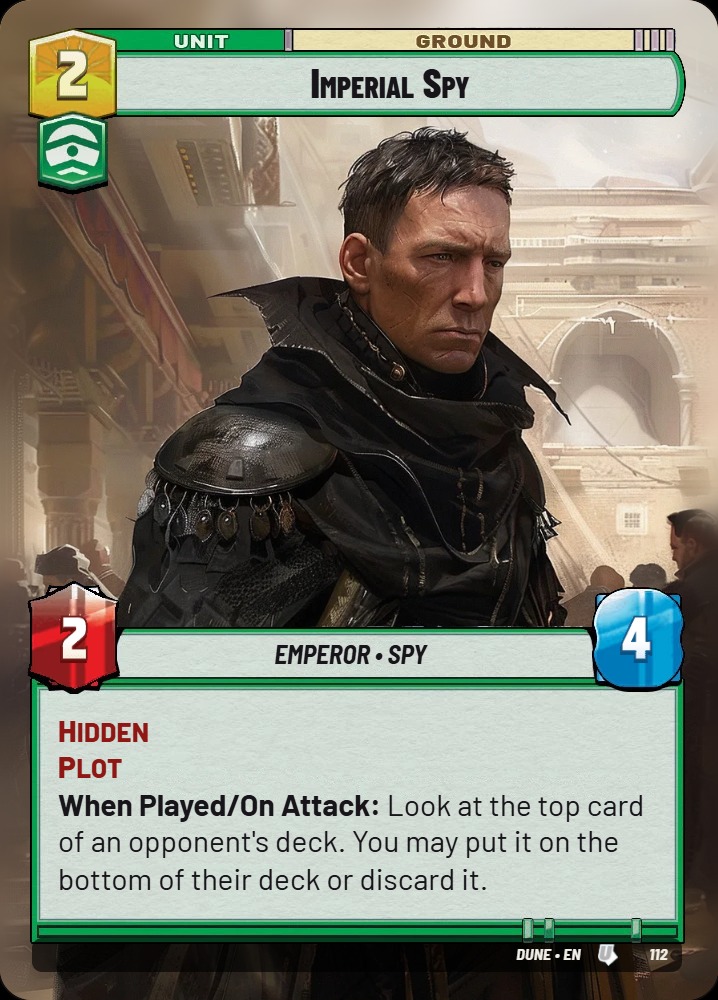 UNIT GROUND
2 IMPERIAL SPY
2 EMPEROR • SPY 4
HIDDEN
PLOT
When Played/On Attack: Look at the top card
of an opponent's deck. You may put it on the
bottom of their deck or discard it.
DUNE • EN U 112